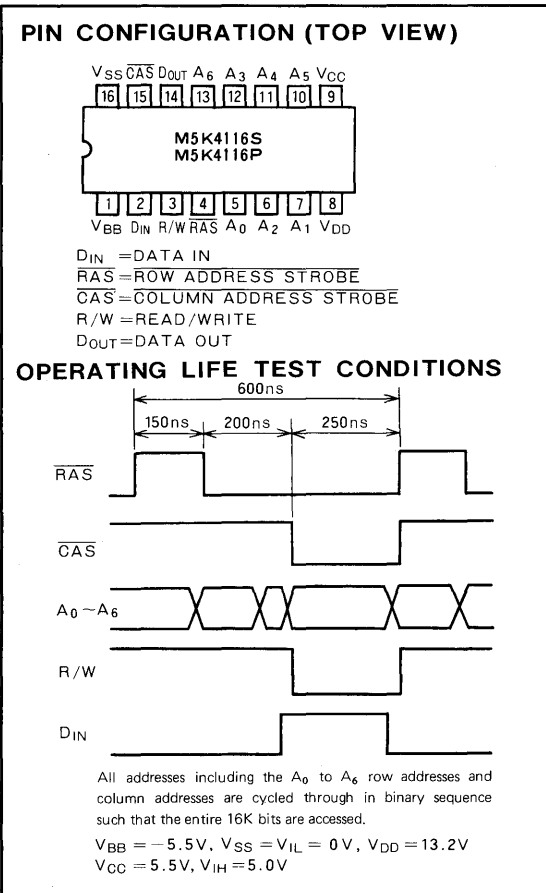 PIN CONFIGURATION (TOP VIEW)
VSS CAS DOUT A6 A3 A4 A5 VCC
16 15 14 13 12 11 10 9
M5K4116S
M5K4116P
1 2 3 4 5 6 7 8
VBB DIN R/W RAS A0 A2 A1 VDD
DIN =DATA IN
RAS=ROW ADDRESS STROBE
CAS=COLUMN ADDRESS STROBE
R/W =READ/WRITE
DOUT=DATA OUT
OPERATING LIFE TEST CONDITIONS
600ns
150ns 200ns 250ns
RAS
CAS
A0~A6
R/W
DIN
All addresses including the A0 to A6 row addresses and
column addresses are cycled through in binary sequence
such that the entire 16K bits are accessed.
VBB = −5.5V, VSS = VIL = 0V, VDD = 13.2V
VCC = 5.5V, VIH = 5.0V